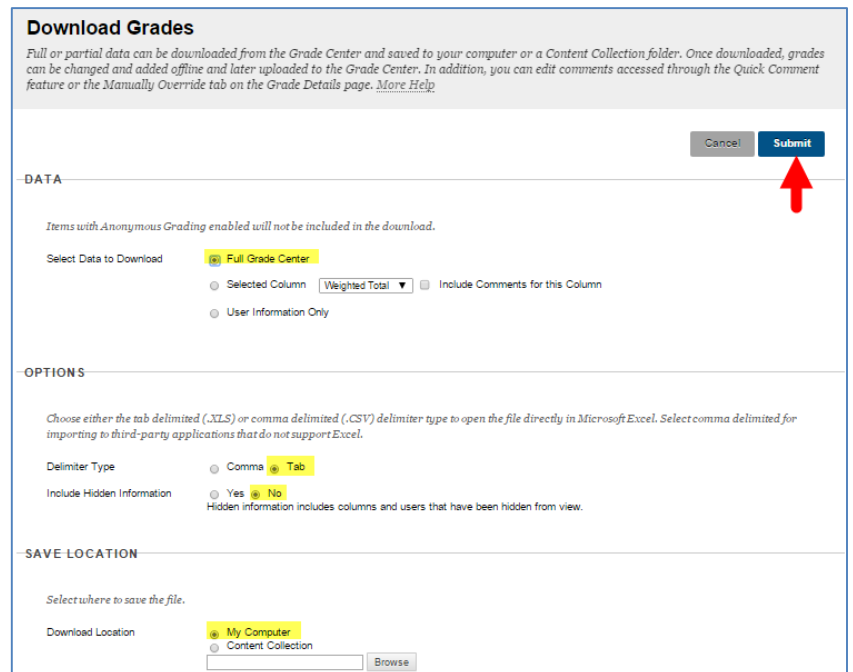 Download Grades
Full or partial data can be downloaded from the Grade Center and saved to your computer or a Content Collection folder. Once downloaded, grades
can be changed and added offline and later uploaded to the Grade Center. In addition, you can edit comments accessed through the Quick Comment
feature or the Manually Override tab on the Grade Details page. More Help
Cancel Submit
DATA
Items with Anonymous Grading enabled will not be included in the download.
Select Data to Download Full Grade Center
Selected Column Weighted Total Include Comments for this Column
User Information Only
OPTIONS
Choose either the tab delimited (.XLS) or comma delimited (.CSV) delimiter type to open the file directly in Microsoft Excel. Select comma delimited for
importing to third-party applications that do not support Excel.
Delimiter Type Comma Tab
Include Hidden Information Yes No
Hidden information includes columns and users that have been hidden from view.
SAVE LOCATION
Select where to save the file.
Download Location My Computer
Content Collection
Browse